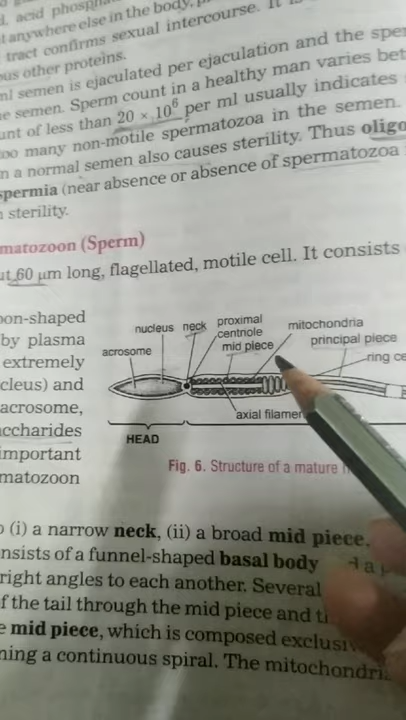 acid phosph
anywhere else in the body,
tract confirms sexual intercourse. It
ous other proteins.
ml semen is ejaculated per ejaculation and the
e semen. Sperm count in a healthy man varies
unt of less than 20 × 10⁶ per ml usually indicates
too many non-motile spermatozoa in the semen.
n a normal semen also causes sterility. Thus oligo
spermia (near absence or absence of spermatozoa
sterility.
matozoon (Sperm)
ut 60 µm long, flagellated, motile cell. It consists
oon-shaped
by plasma
extremely
cleus) and
acrosome,
ccharides
important
matozoon
acrosome
nucleus
neck
proximal
centriole
mid piece
mitochondria
principal piece
ring ce
axial filamen
HEAD
Fig. 6. Structure of a mature
(i) a narrow neck, (ii) a broad mid piece,
nsists of a funnel-shaped basal body
right angles to each another. Several
f the tail through the mid piece and
e mid piece, which is composed exclusiv
ning a continuous spiral. The mitochondri